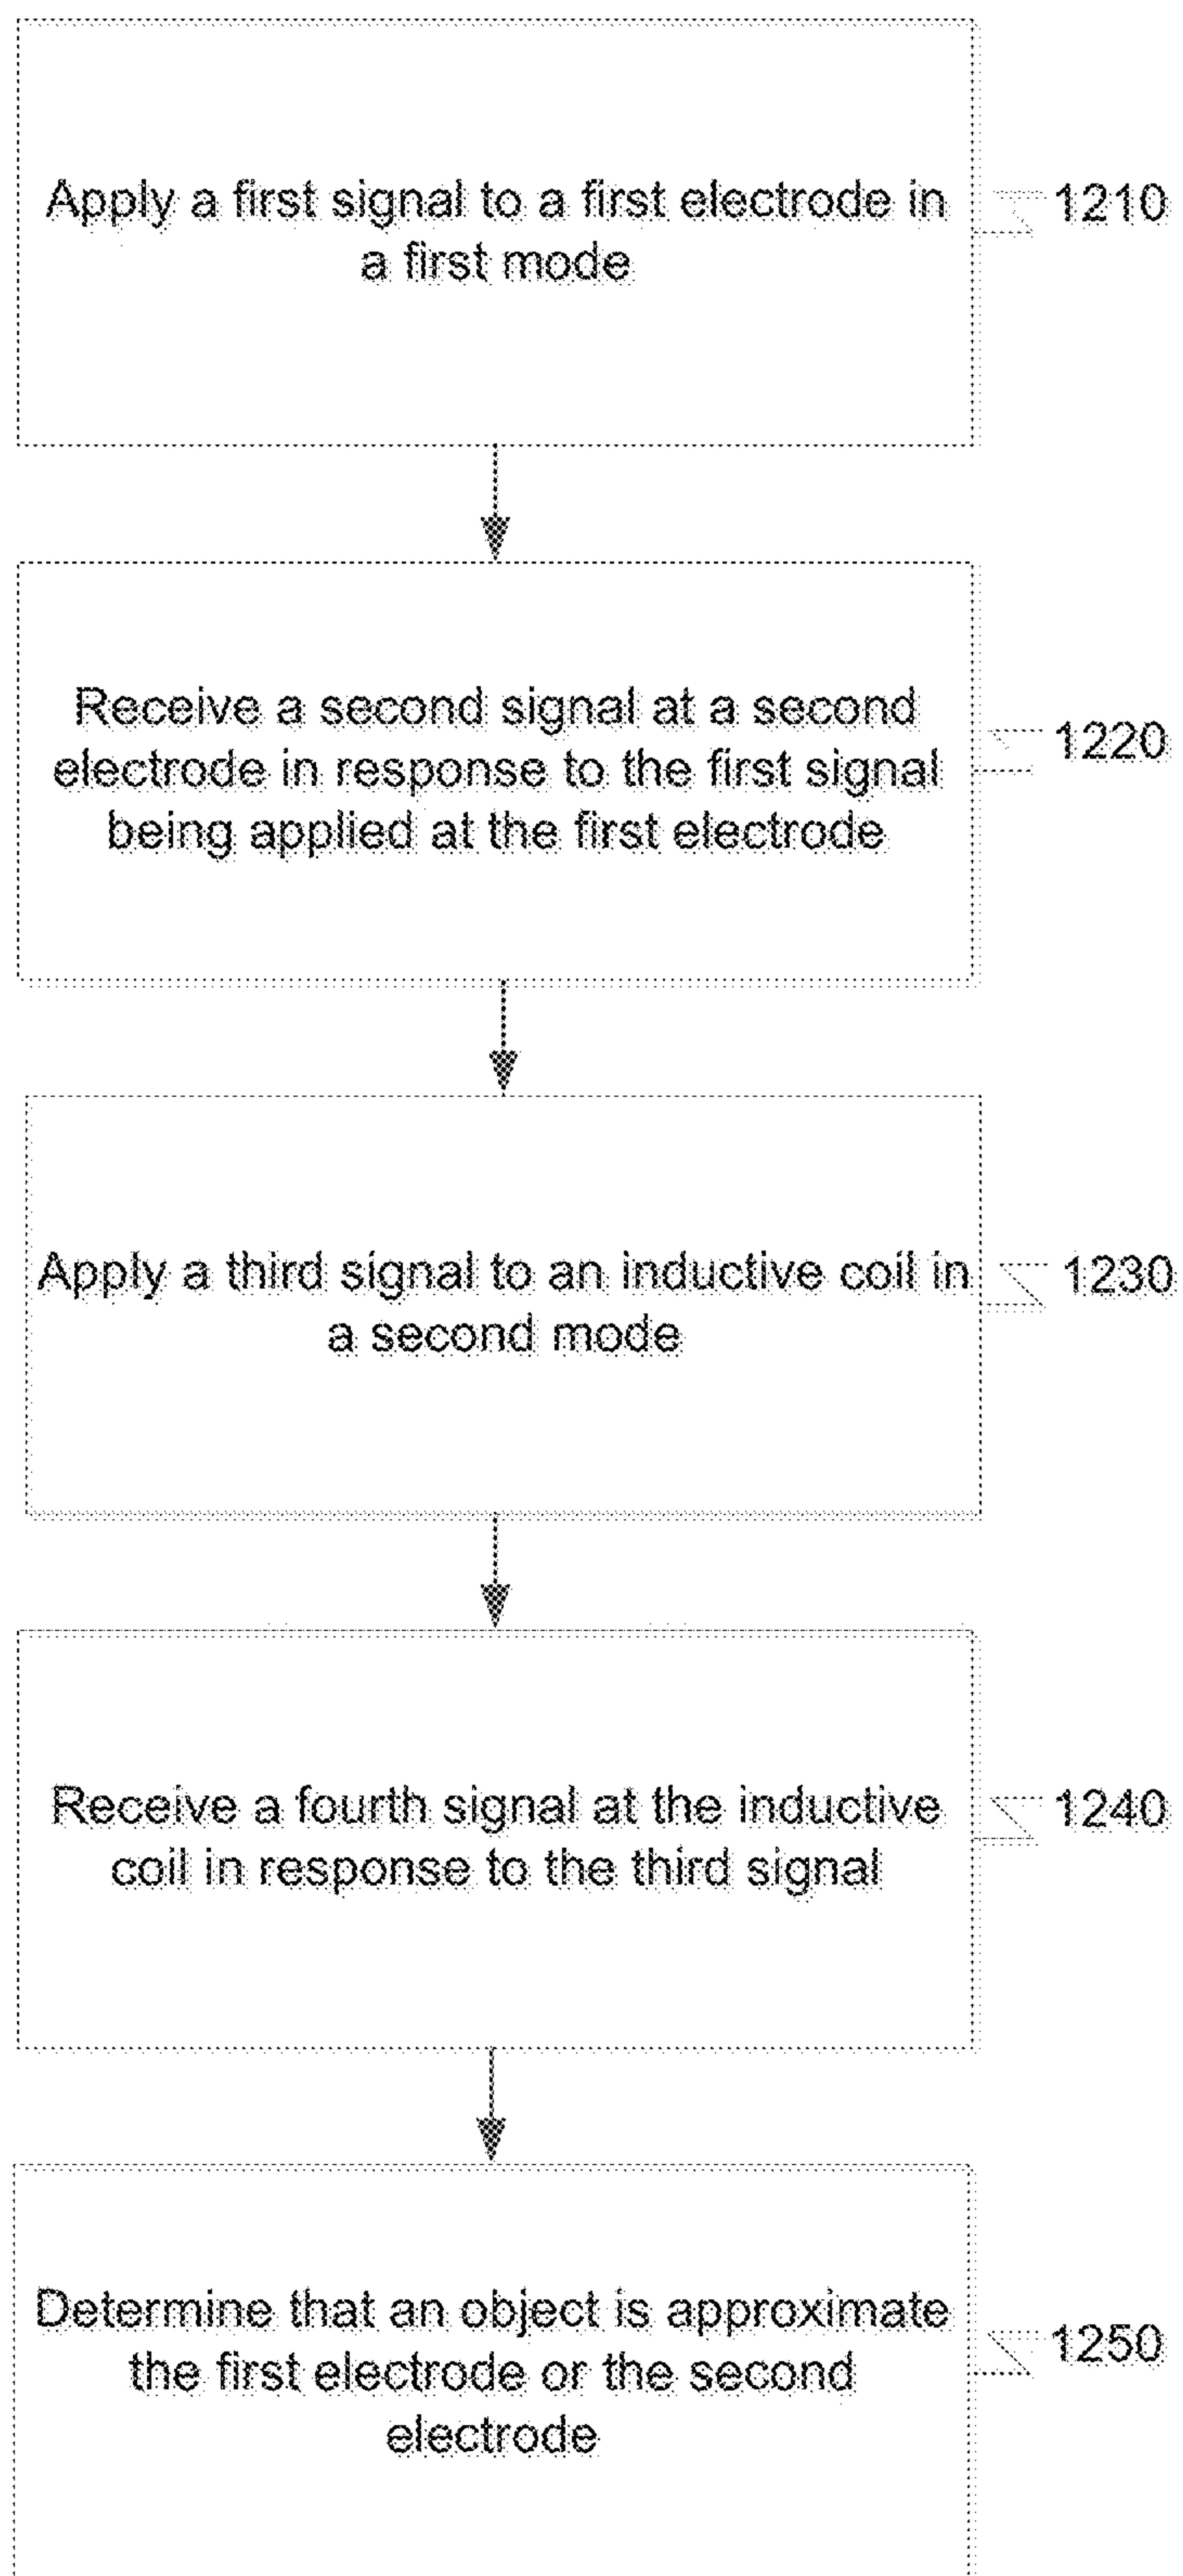 Apply a first signal to a first electrode in
a first mode
1210
Receive a second signal at a second
electrode in response to the first signal
being applied at the first electrode
1220
Apply a third signal to an inductive coil in
a second mode
1230
Receive a fourth signal at the inductive
coil in response to the third signal
1240
Determine that an object is approximate
the first electrode or the second
electrode
1250